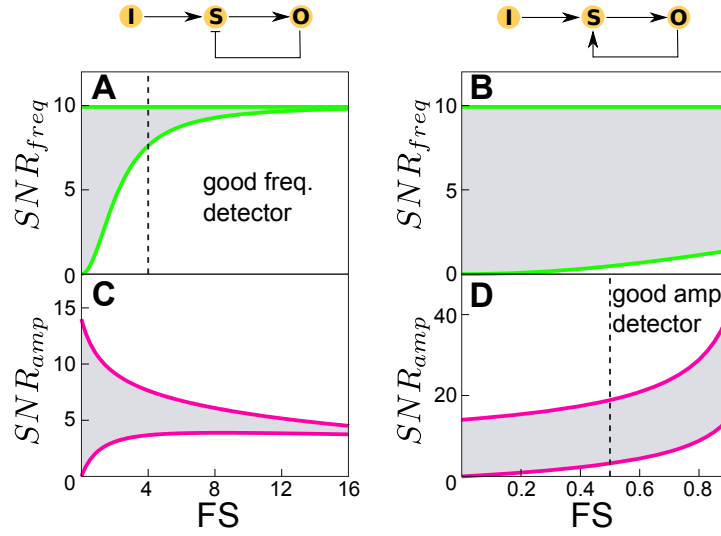 I S O
I S O
A
SNR_freq
10
5
0
good freq.
detector
B
SNR_freq
10
5
0
C
SNR_amp
15
10
5
0
0 4 8 12 16
FS
D
SNR_amp
40
20
0
good amp
detector
0.2 0.4 0.6 0.8
FS